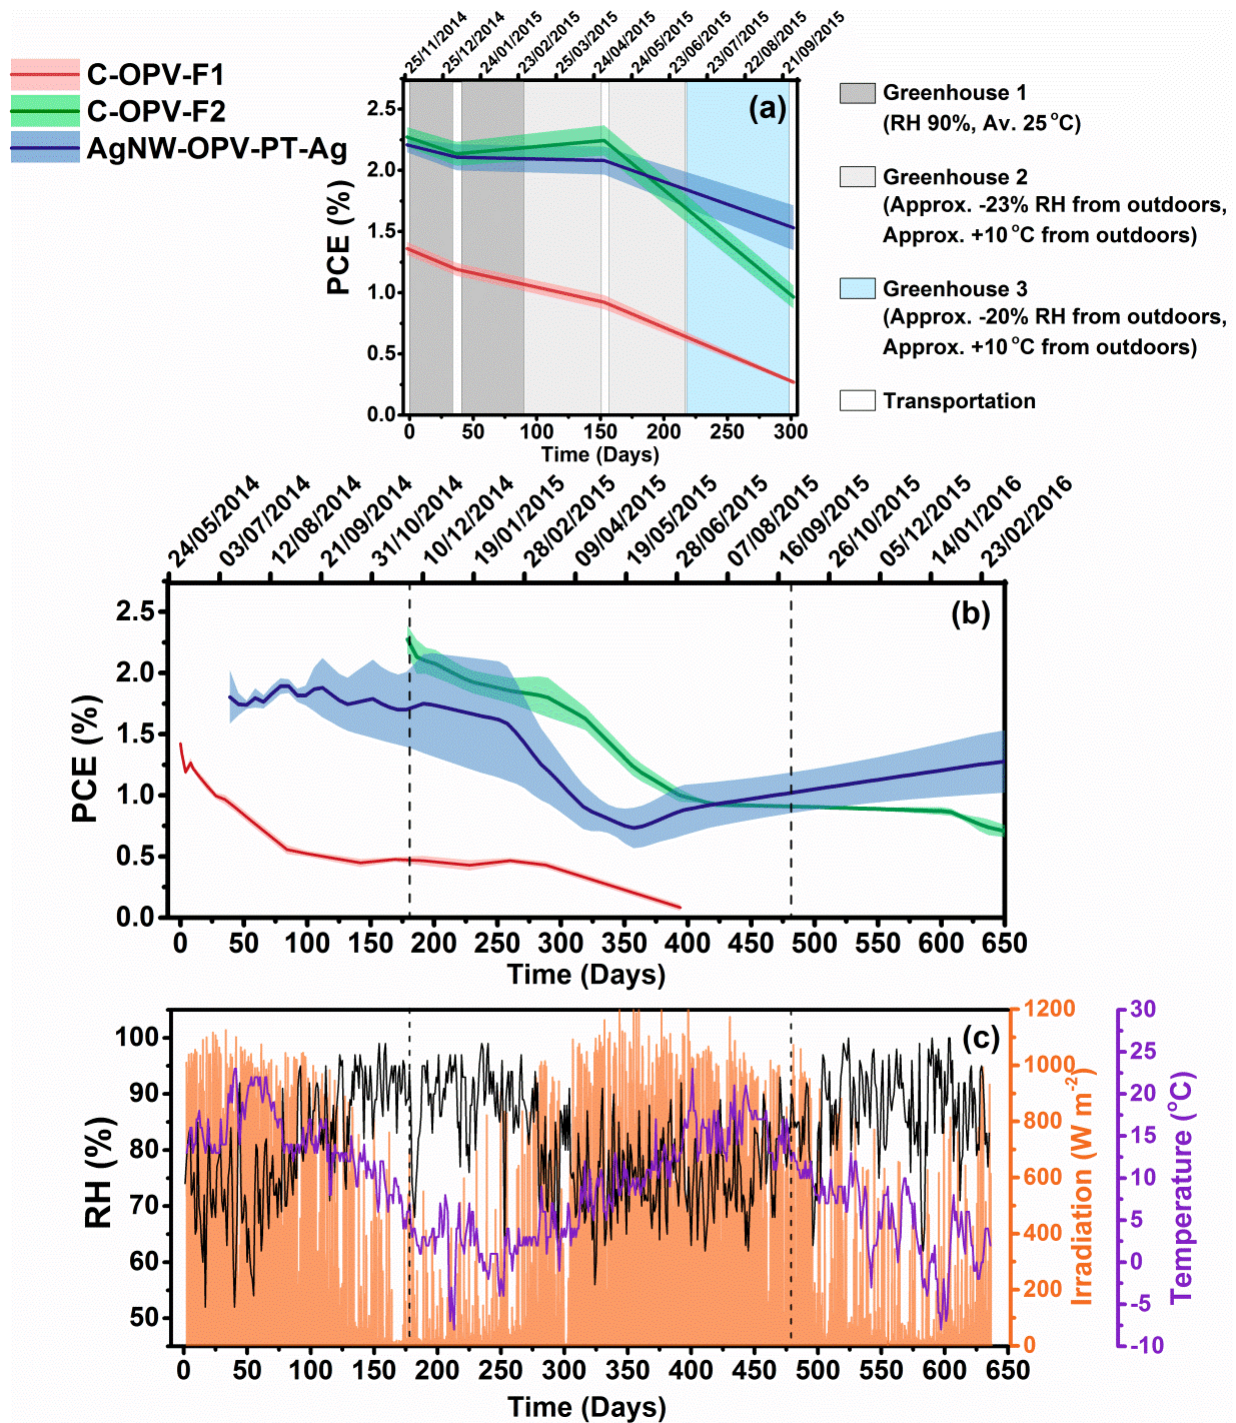 C-OPV-F1
C-OPV-F2
AgNW-OPV-PT-Ag
25/11/2014
25/12/2014
24/01/2015
23/02/2015
25/03/2015
24/04/2015
24/05/2015
23/06/2015
23/07/2015
22/08/2015
21/09/2015
(a)
PCE (%)
2.5
2.0
1.5
1.0
0.5
0.0
0 50 100 150 200 250 300
Time (Days)
Greenhouse 1
(RH 90%, Av. 25 °C)
Greenhouse 2
(Approx. -23% RH from outdoors,
Approx. +10 °C from outdoors)
Greenhouse 3
(Approx. -20% RH from outdoors,
Approx. +10 °C from outdoors)
Transportation
24/05/2014
03/07/2014
12/08/2014
21/09/2014
31/10/2014
10/12/2014
19/01/2015
28/02/2015
09/04/2015
19/05/2015
28/06/2015
07/08/2015
16/09/2015
26/10/2015
05/12/2016
14/01/2016
23/02/2016
(b)
PCE (%)
2.5
2.0
1.5
1.0
0.5
0.0
0 50 100 150 200 250 300 350 400 450 500 550 600 650
Time (Days)
(c)
RH (%)
100
90
80
70
60
50
1200
1000
800
600
400
200
0
Irradiation (W m⁻²)
30
25
20
15
10
5
0
-5
-10
Temperature (°C)
0 50 100 150 200 250 300 350 400 450 500 550 600 650
Time (Days)